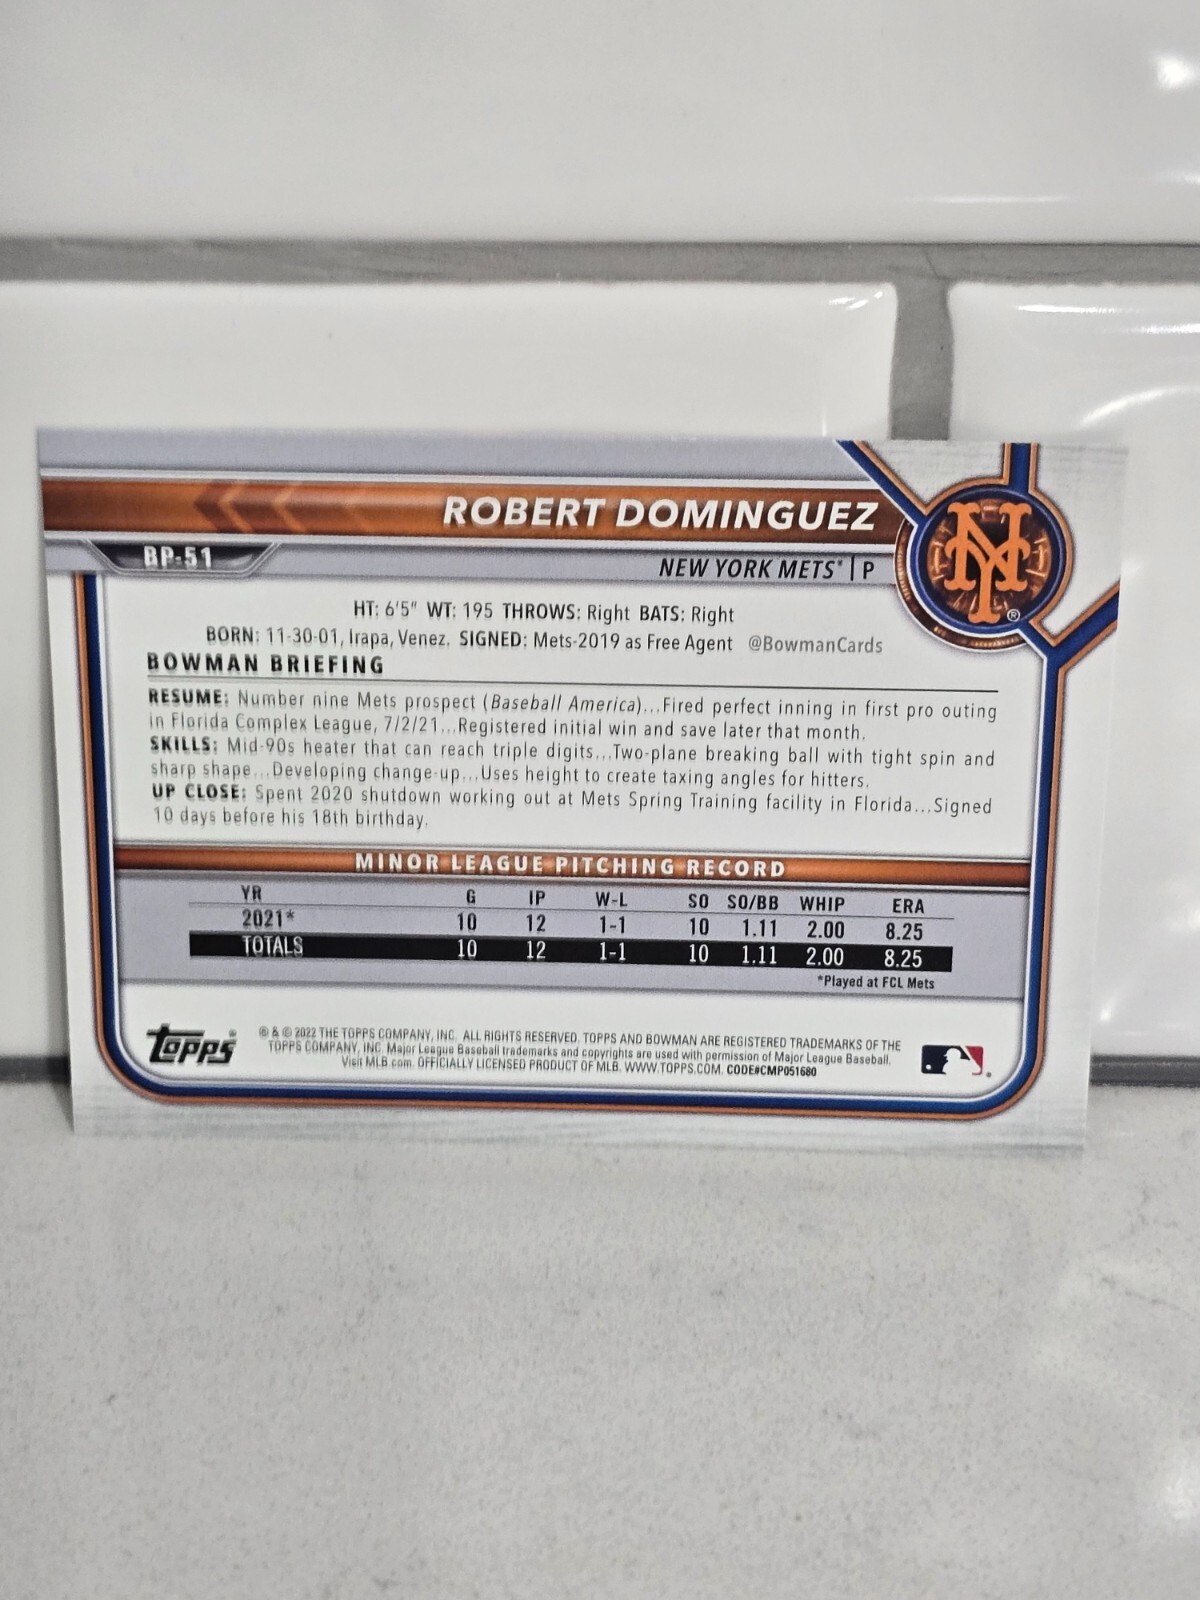 ROBERT DOMINGUEZ
BP-51
NEW YORK METS® | P
NY ®
HT: 6'5" WT: 195 THROWS: Right BATS: Right
BORN: 11-30-01, Irapa, Venez. SIGNED: Mets-2019 as Free Agent @BowmanCards
BOWMAN BRIEFING
RESUME: Number nine Mets prospect (Baseball America)...Fired perfect inning in first pro outing
in Florida Complex League, 7/2/21...Registered initial win and save later that month.
SKILLS: Mid-90s heater that can reach triple digits...Two-plane breaking ball with tight spin and
sharp shape...Developing change-up...Uses height to create taxing angles for hitters.
UP CLOSE: Spent 2020 shutdown working out at Mets Spring Training facility in Florida...Signed
10 days before his 18th birthday.
MINOR LEAGUE PITCHING RECORD
YR G IP W-L SO SO/BB WHIP ERA
2021* 10 12 1-1 10 1.11 2.00 8.25
TOTALS 10 12 1-1 10 1.11 2.00 8.25
*Played at FCL Mets
topps®
® & © 2022 THE TOPPS COMPANY, INC. ALL RIGHTS RESERVED. TOPPS AND BOWMAN ARE REGISTERED TRADEMARKS OF THE
TOPPS COMPANY, INC. Major League Baseball trademarks and copyrights are used with permission of Major League Baseball.
Visit MLB.com. OFFICIALLY LICENSED PRODUCT OF MLB. WWW.TOPPS.COM. CODE#CMP051680